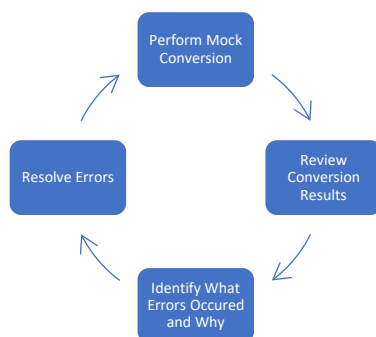 Perform Mock
Conversion
Review
Conversion
Results
Identify What
Errors Occured
and Why
Resolve Errors